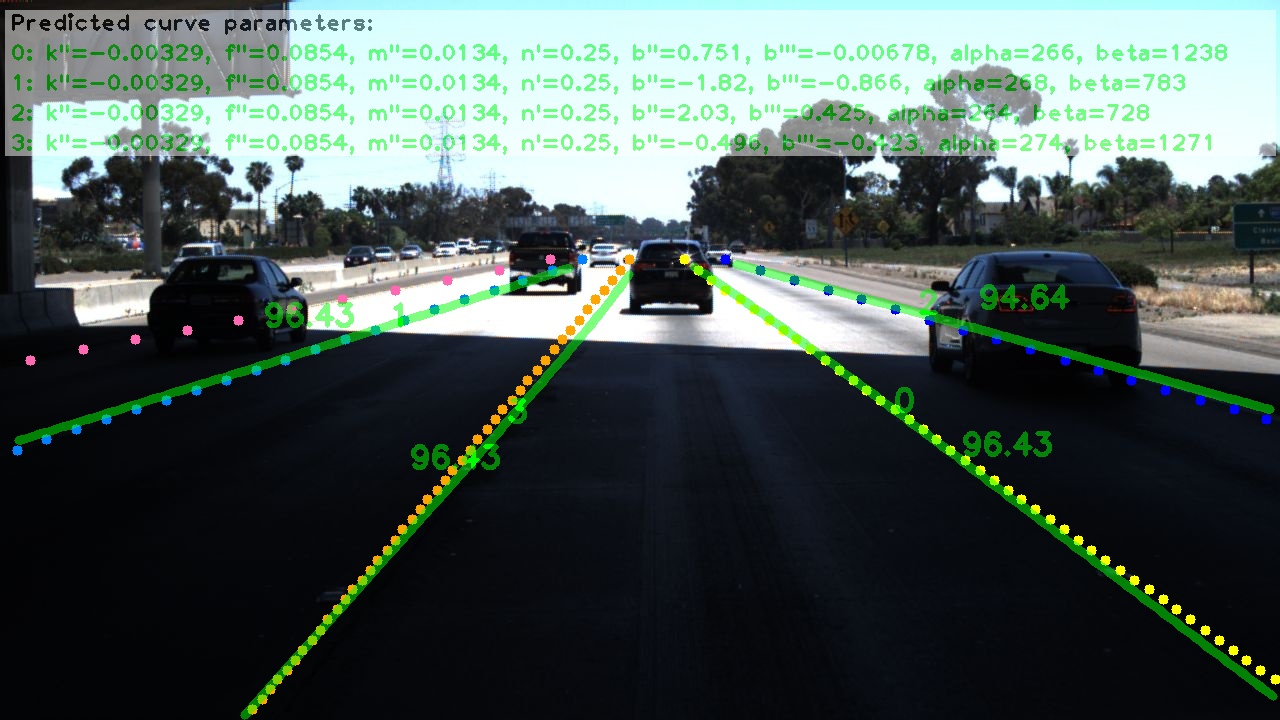 Predicted curve parameters:
0: k''=-0.00329, f''=0.0854, m''=0.0134, n'=0.25, b''=0.751, b'''=-0.00678, alpha=266, beta=1238
1: k''=-0.00329, f''=0.0854, m''=0.0134, n'=0.25, b''=-1.82, b'''=-0.866, alpha=268, beta=783
2: k''=-0.00329, f''=0.0854, m''=0.0134, n'=0.25, b''=2.03, b'''=0.425, alpha=264, beta=728
3: k''=-0.00329, f''=0.0854, m''=0.0134, n'=0.25, b''=-0.496, b'''=-0.423, alpha=274, beta=1271
Claire
2
94.64
96.43
1
0
3
96.43
96.43